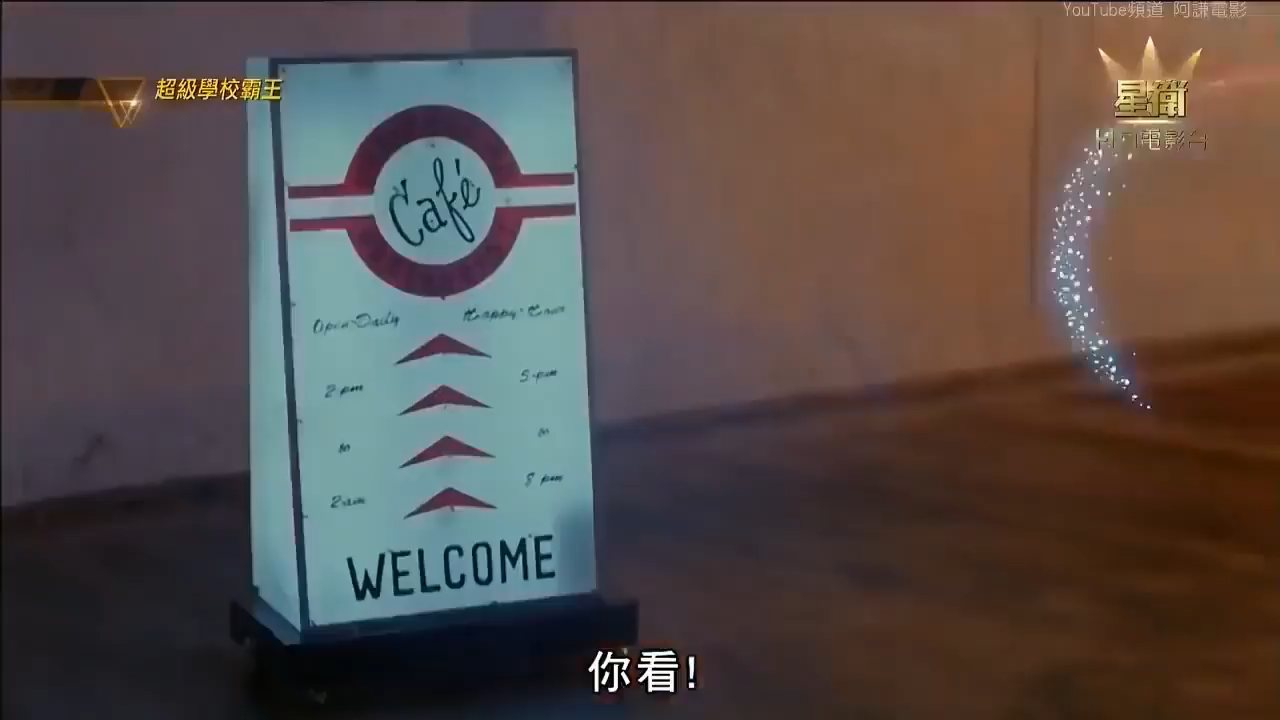 YouTube頻道 阿謙電影
超級學校霸王
星衛
HD電影台
Café
Open Daily
Happy Hour
2 pm
5 pm
to
to
2 am
8 pm
WELCOME
你看!